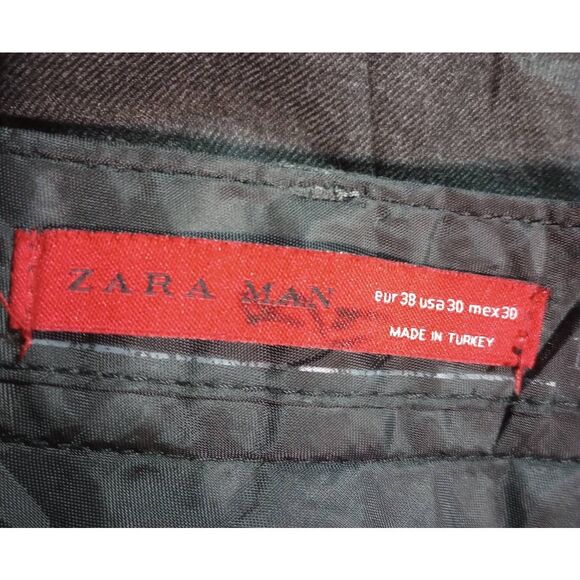 ZARA MAN
eur 38 usa 30 mex 30
MADE IN TURKEY